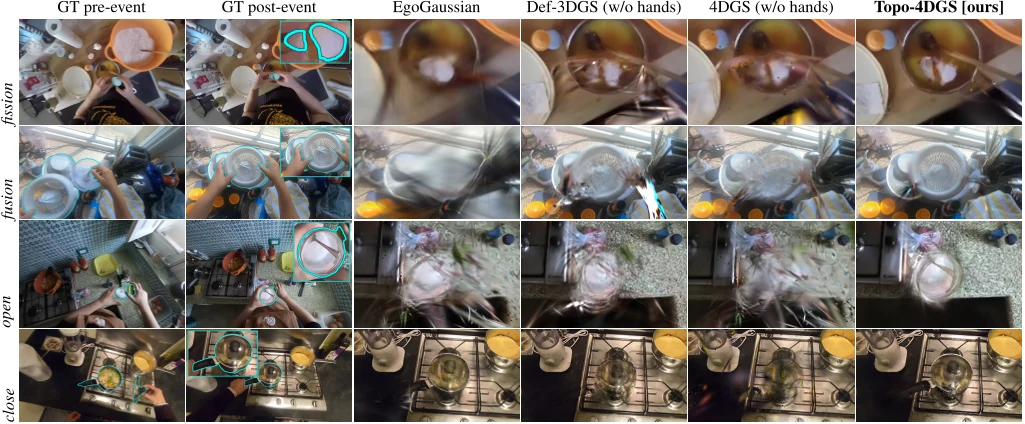 GT pre-event GT post-event EgoGaussian Def-3DGS (w/o hands) 4DGS (w/o hands) Topo-4DGS [ours]
fission
fusion
open
close